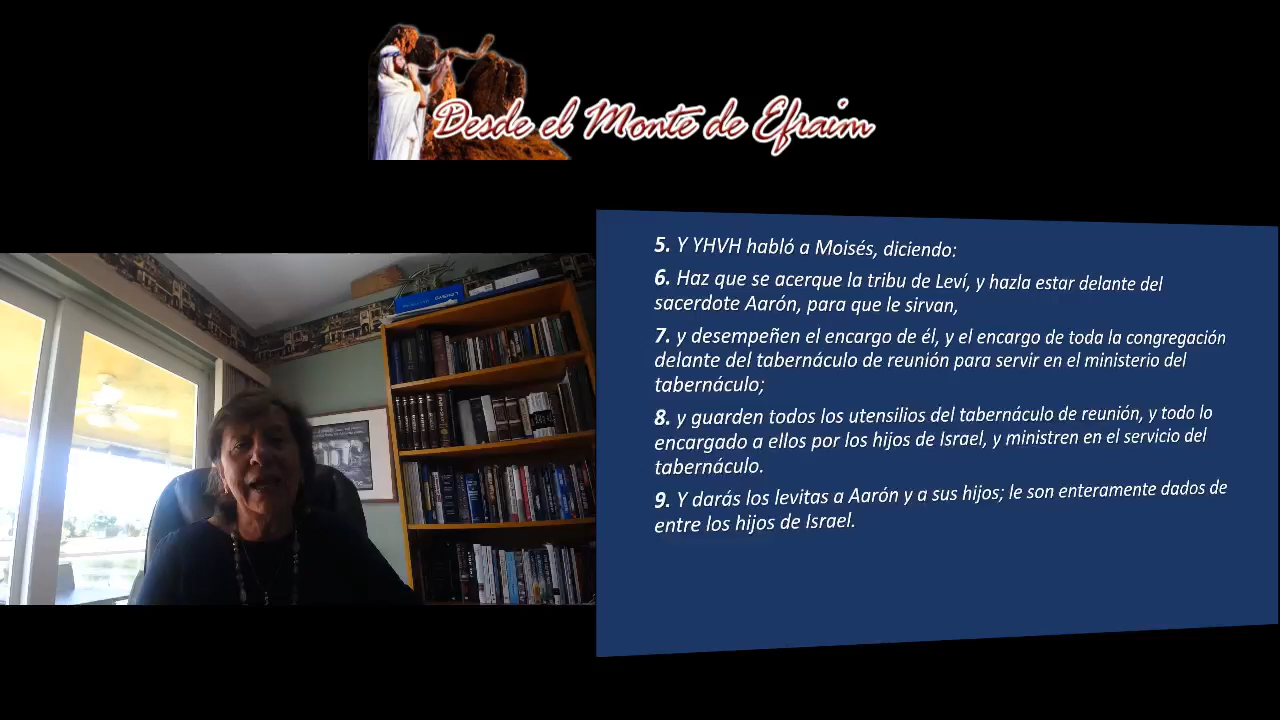 Desde el Monte de Efraim
5. Y YHVH habló a Moisés, diciendo:
6. Haz que se acerque la tribu de Leví, y hazla estar delante del
sacerdote Aarón, para que le sirvan,
7. y desempeñen el encargo de él, y el encargo de toda la congregación
delante del tabernáculo de reunión para servir en el ministerio del
tabernáculo;
8. y guarden todos los utensilios del tabernáculo de reunión, y todo lo
encargado a ellos por los hijos de Israel, y ministren en el servicio del
tabernáculo.
9. Y darás los levitas a Aarón y a sus hijos; le son enteramente dados de
entre los hijos de Israel.